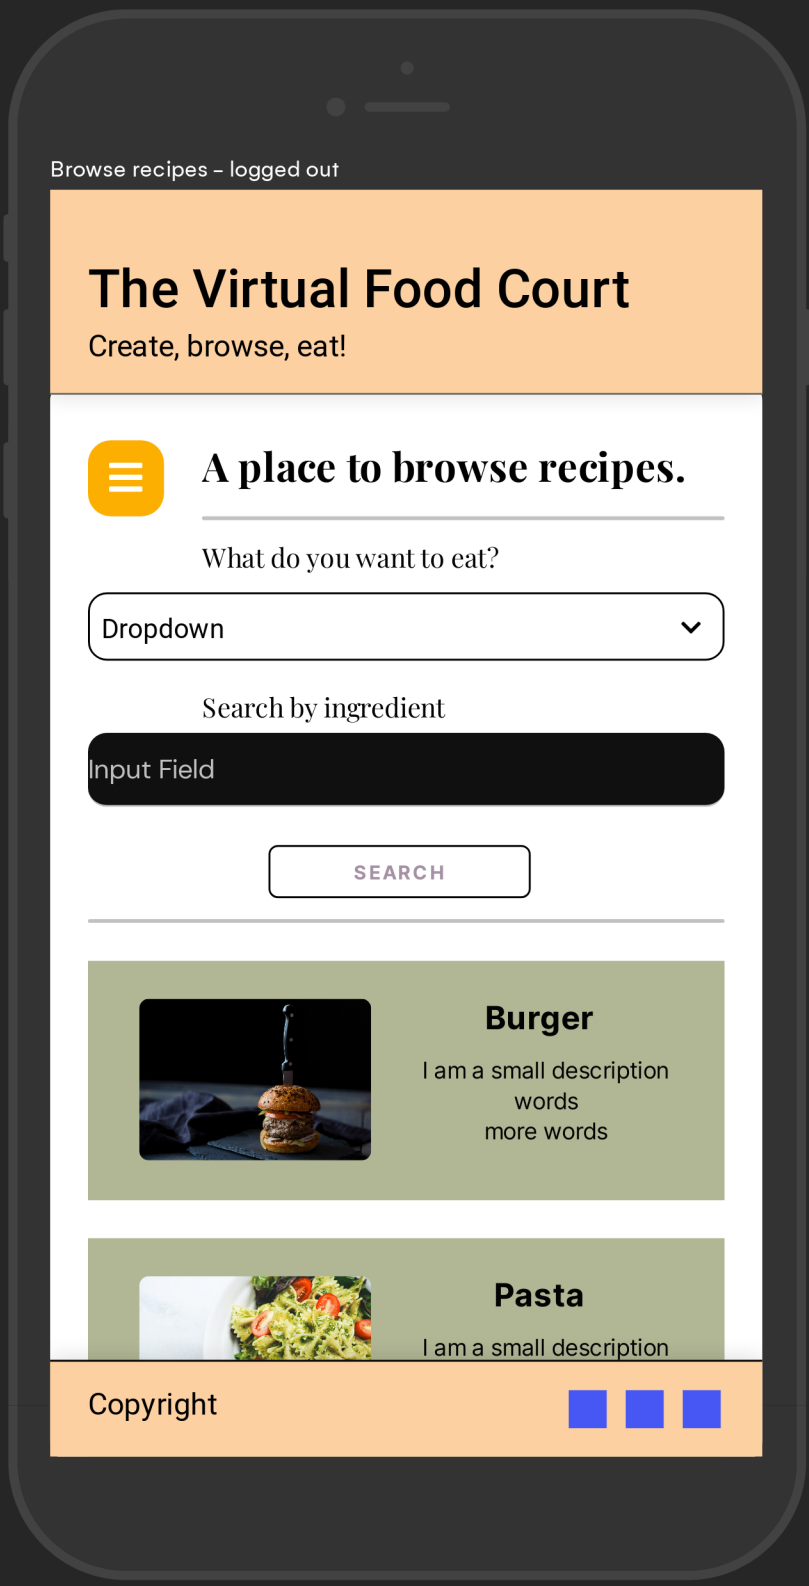 Browse recipes – logged out
The Virtual Food Court
Create, browse, eat!
A place to browse recipes.
What do you want to eat?
Dropdown
Search by ingredient
Input Field
SEARCH
Burger
I am a small description
words
more words
Pasta
I am a small description
Copyright